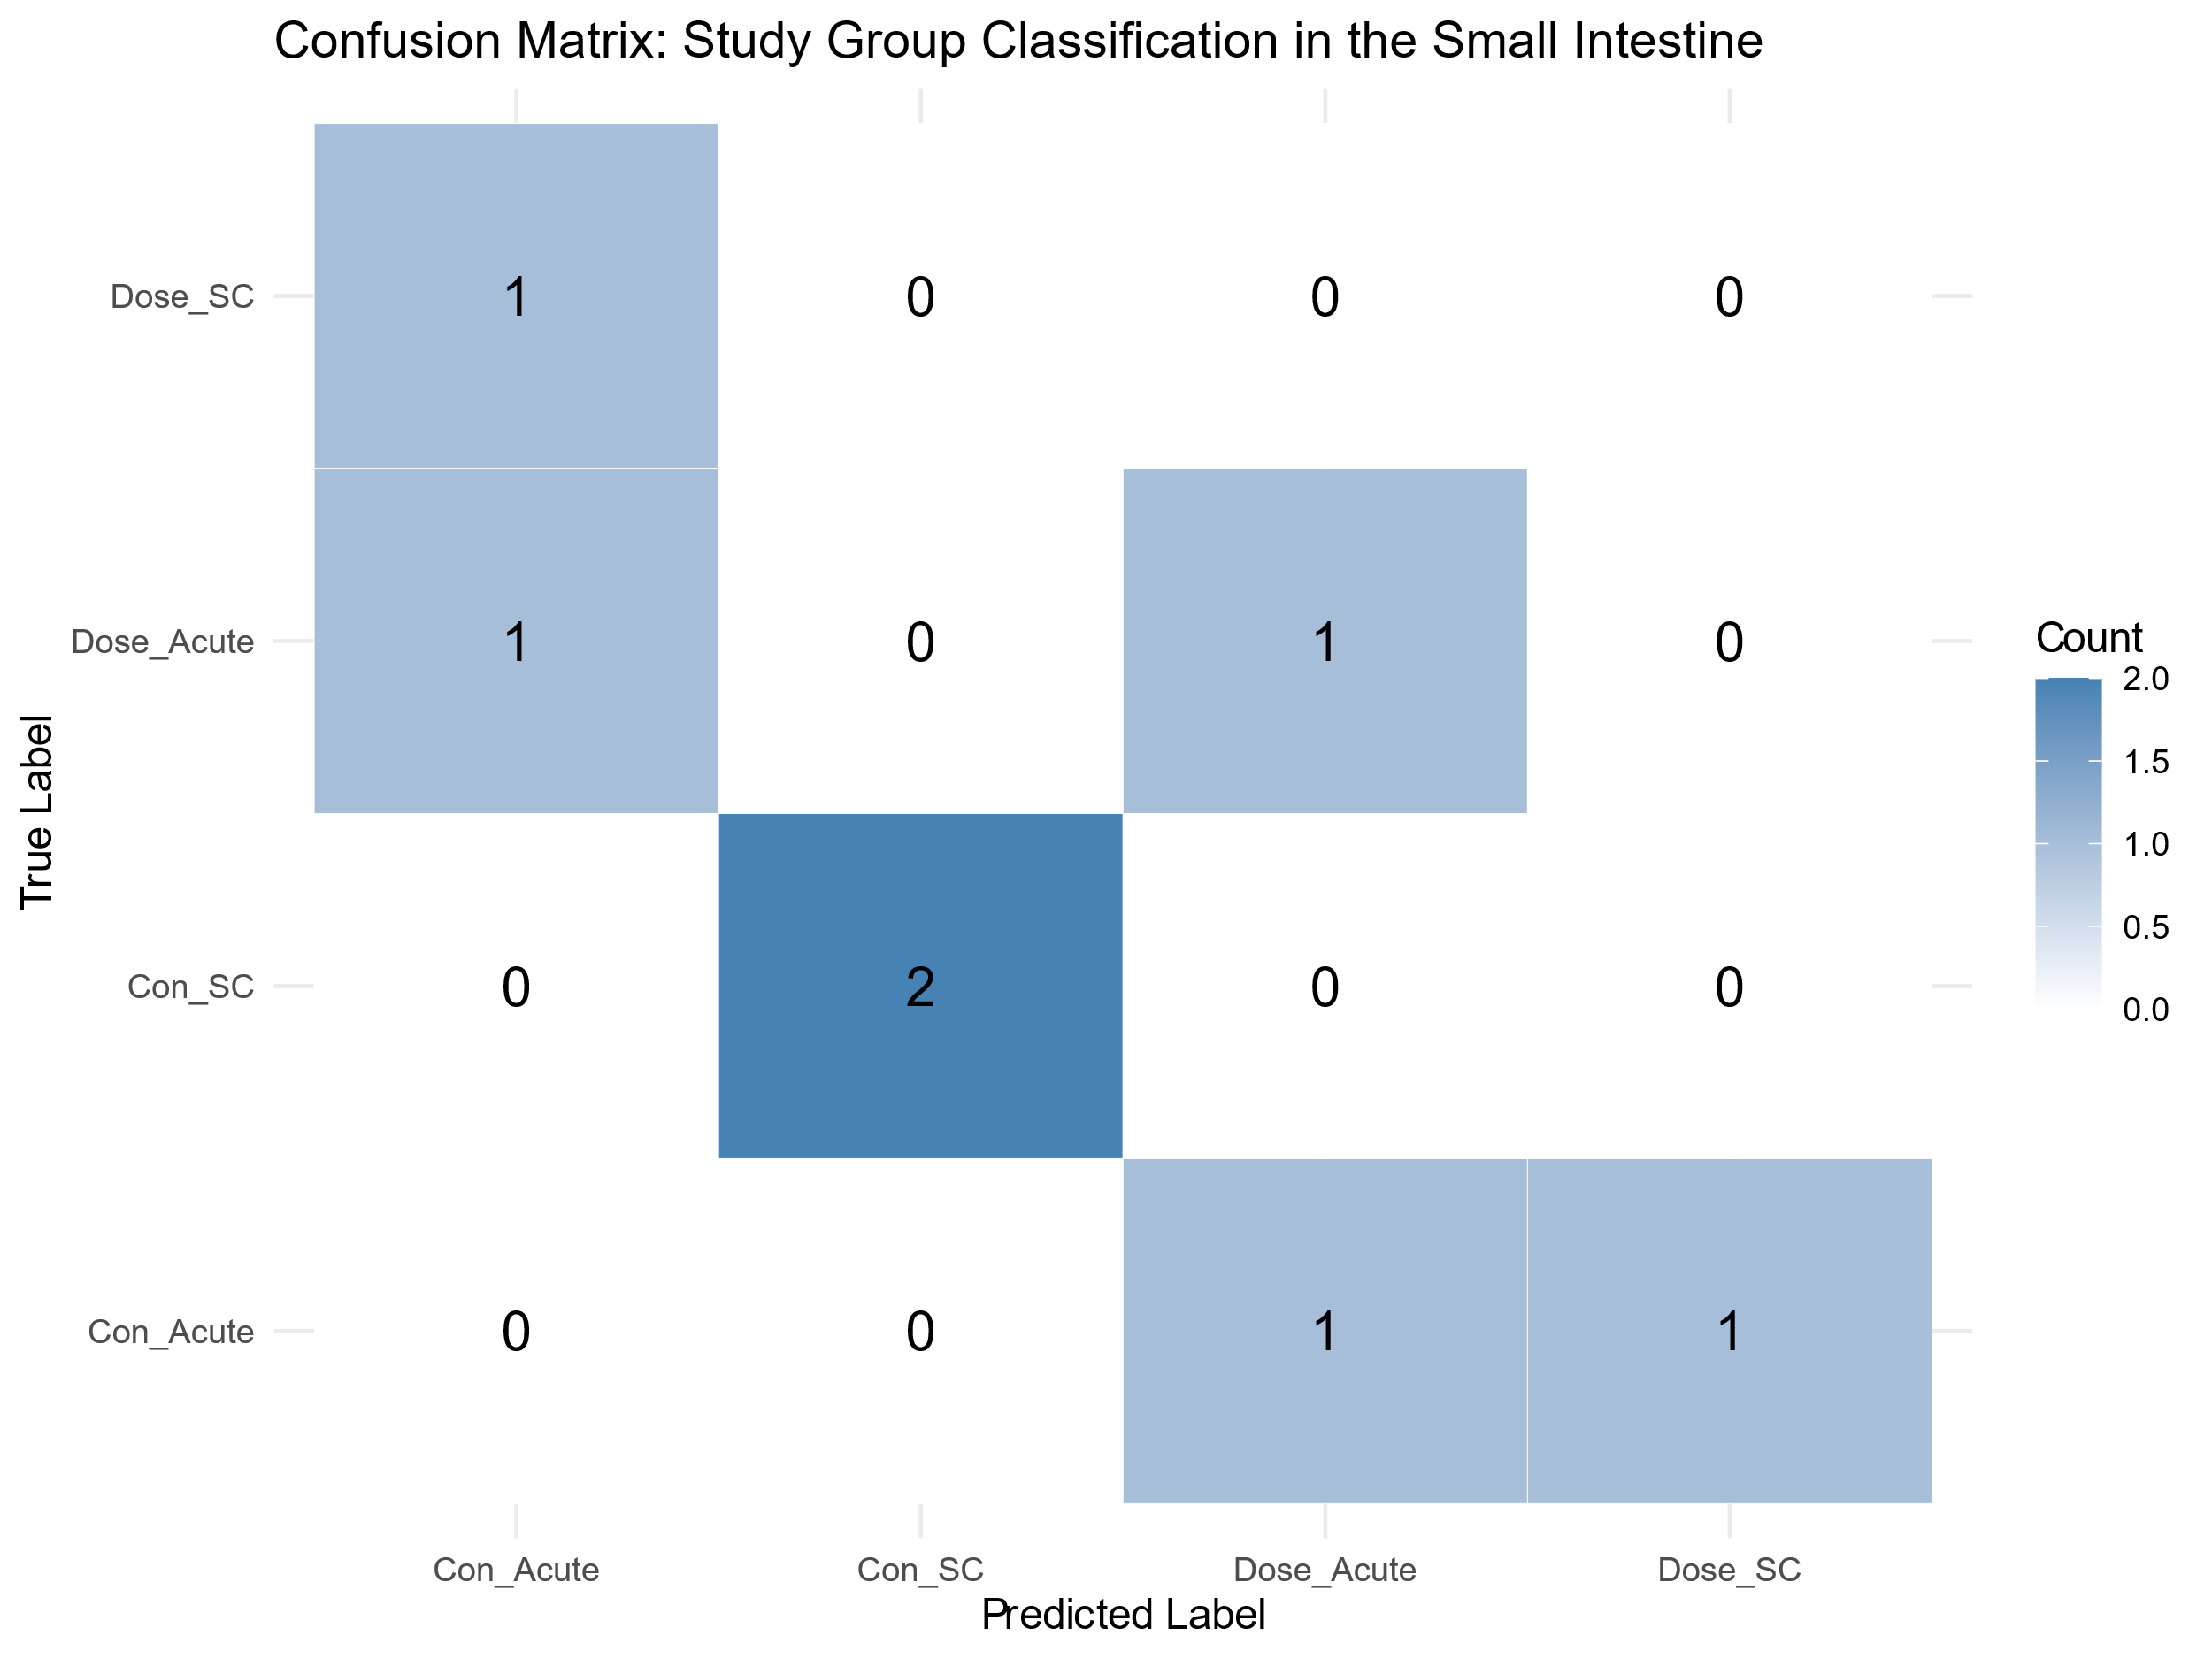 Confusion Matrix: Study Group Classification in the Small Intestine
True Label
Dose_SC 1 0 0 0
Dose_Acute 1 0 1 0
Con_SC 0 2 0 0
Con_Acute 0 0 1 1
Con_Acute Con_SC Dose_Acute Dose_SC
Predicted Label
Count
2.0
1.5
1.0
0.5
0.0